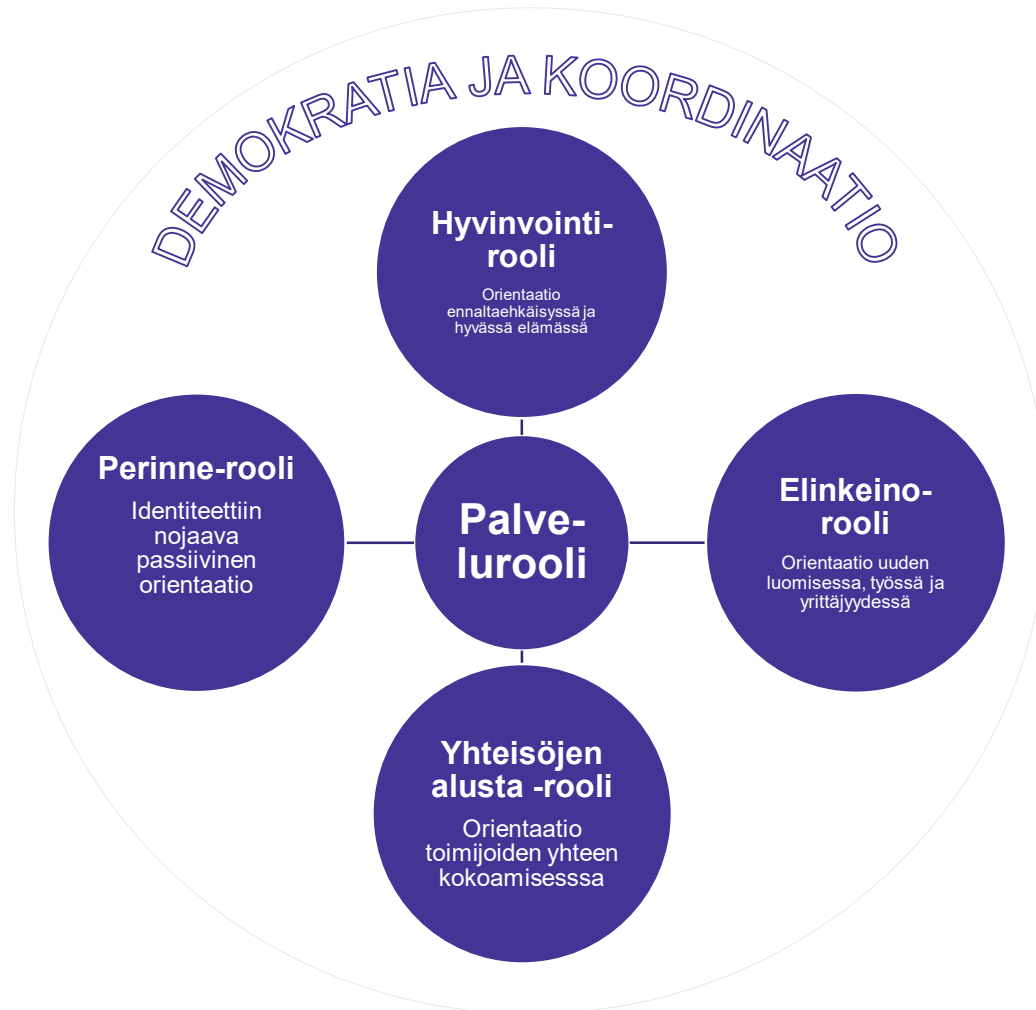 DEMOKRATIA JA KOORDINAATIO
Hyvinvointi-
rooli
Orientaatio
ennaltaehkäisyssä ja
hyvässä elämässä
Perinne-rooli
Identiteettiin
nojaava
passiivinen
orientaatio
Palve-
lurooli
Elinkeino-
rooli
Orientaatio uuden
luomisessa, työssä ja
yrittäjyydessä
Yhteisöjen
alusta -rooli
Orientaatio
toimijoiden yhteen
kokoamisesssa